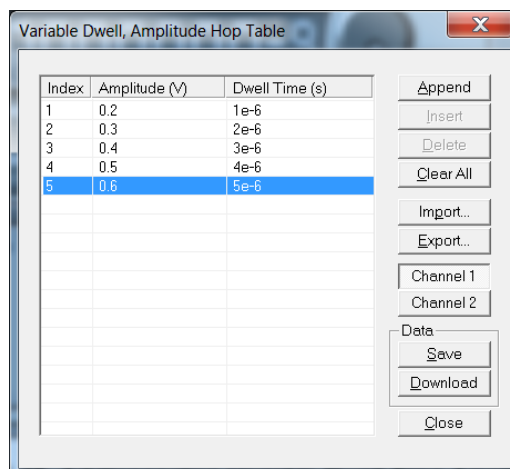 Variable Dwell, Amplitude Hop Table
X
Index Amplitude (V) Dwell Time (s)
1 0.2 1e-6
2 0.3 2e-6
3 0.4 3e-6
4 0.5 4e-6
5 0.6 5e-6
Append
Insert
Delete
Clear All
Import...
Export...
Channel 1
Channel 2
Data
Save
Download
Close